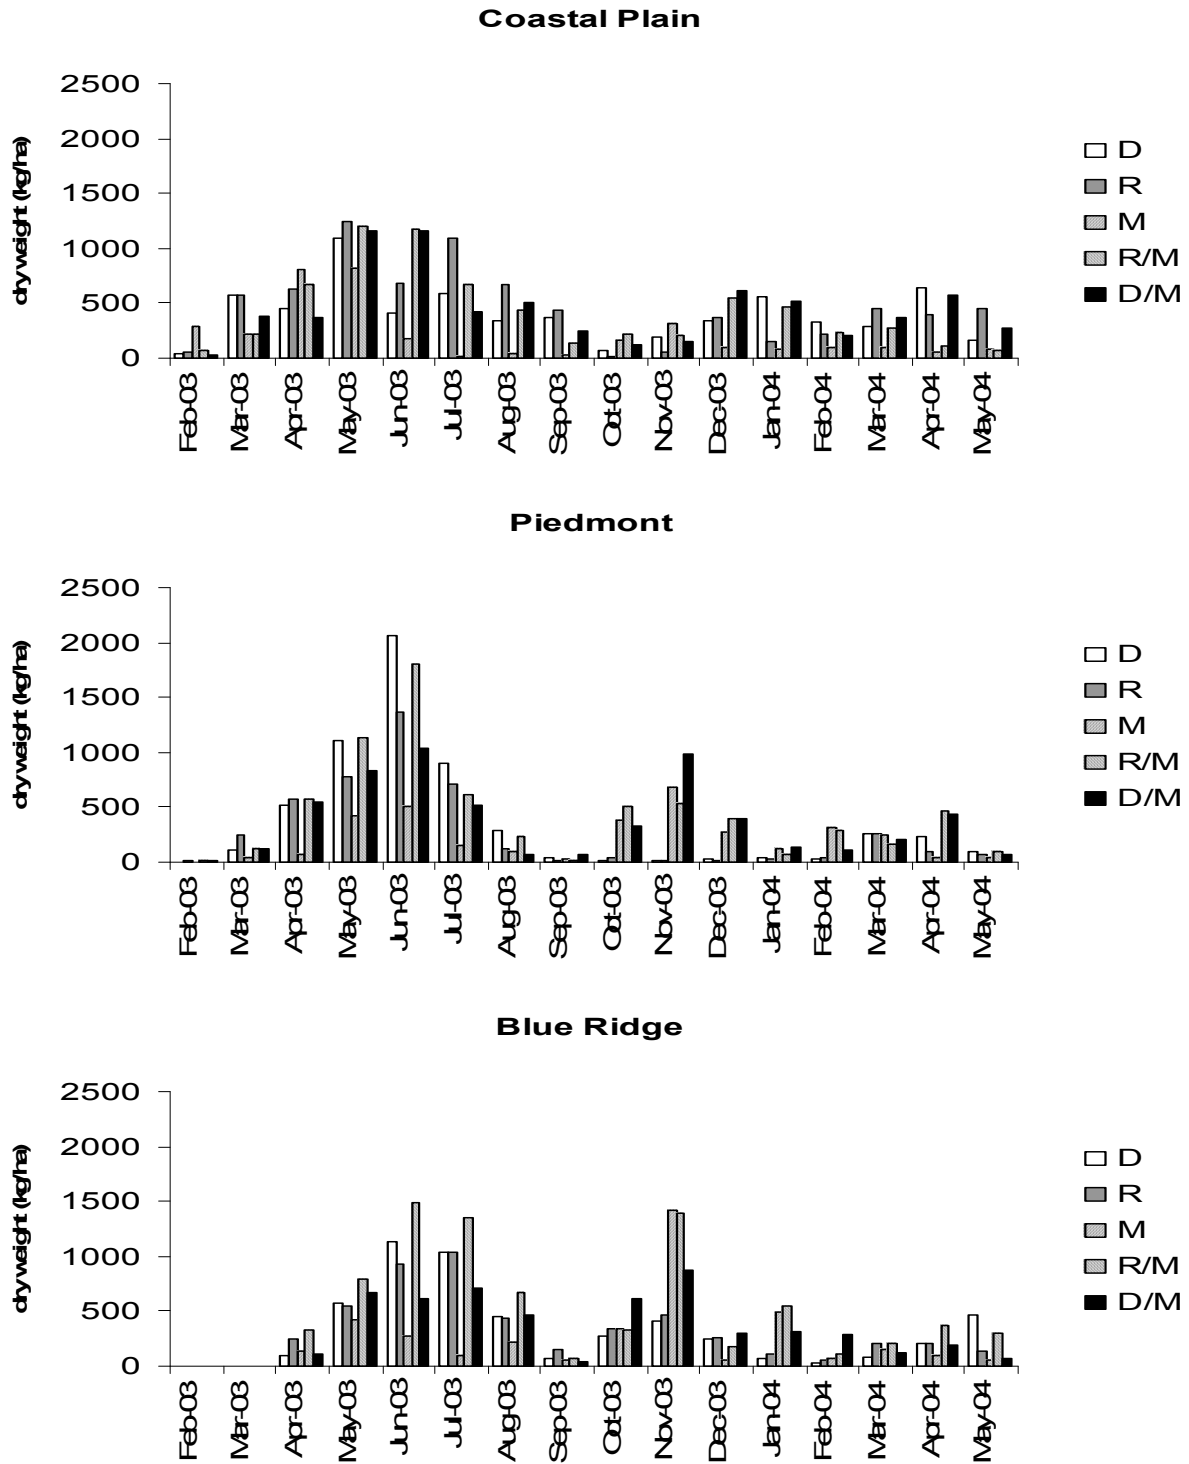 Coastal Plain
dryweight (kg/ha)
2500
2000
1500
1000
500
0
Feb-03
Mar-03
Apr-03
May-03
Jun-03
Jul-03
Aug-03
Sep-03
Oct-03
Nov-03
Dec-03
Jan-04
Feb-04
Mar-04
Apr-04
May-04
D
R
M
R/M
D/M
Piedmont
dryweight (kg/ha)
2500
2000
1500
1000
500
0
Feb-03
Mar-03
Apr-03
May-03
Jun-03
Jul-03
Aug-03
Sep-03
Oct-03
Nov-03
Dec-03
Jan-04
Feb-04
Mar-04
Apr-04
May-04
D
R
M
R/M
D/M
Blue Ridge
dryweight (kg/ha)
2500
2000
1500
1000
500
0
Feb-03
Mar-03
Apr-03
May-03
Jun-03
Jul-03
Aug-03
Sep-03
Oct-03
Nov-03
Dec-03
Jan-04
Feb-04
Mar-04
Apr-04
May-04
D
R
M
R/M
D/M